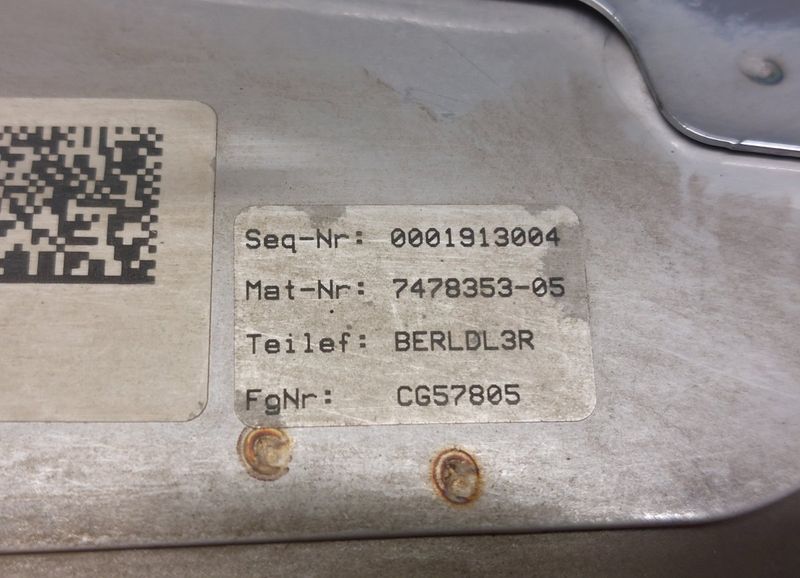 Seq-Nr: 0001913004
Mat-Nr: 7478353-05
Teilef: BERLDL3R
FgNr: CG57805